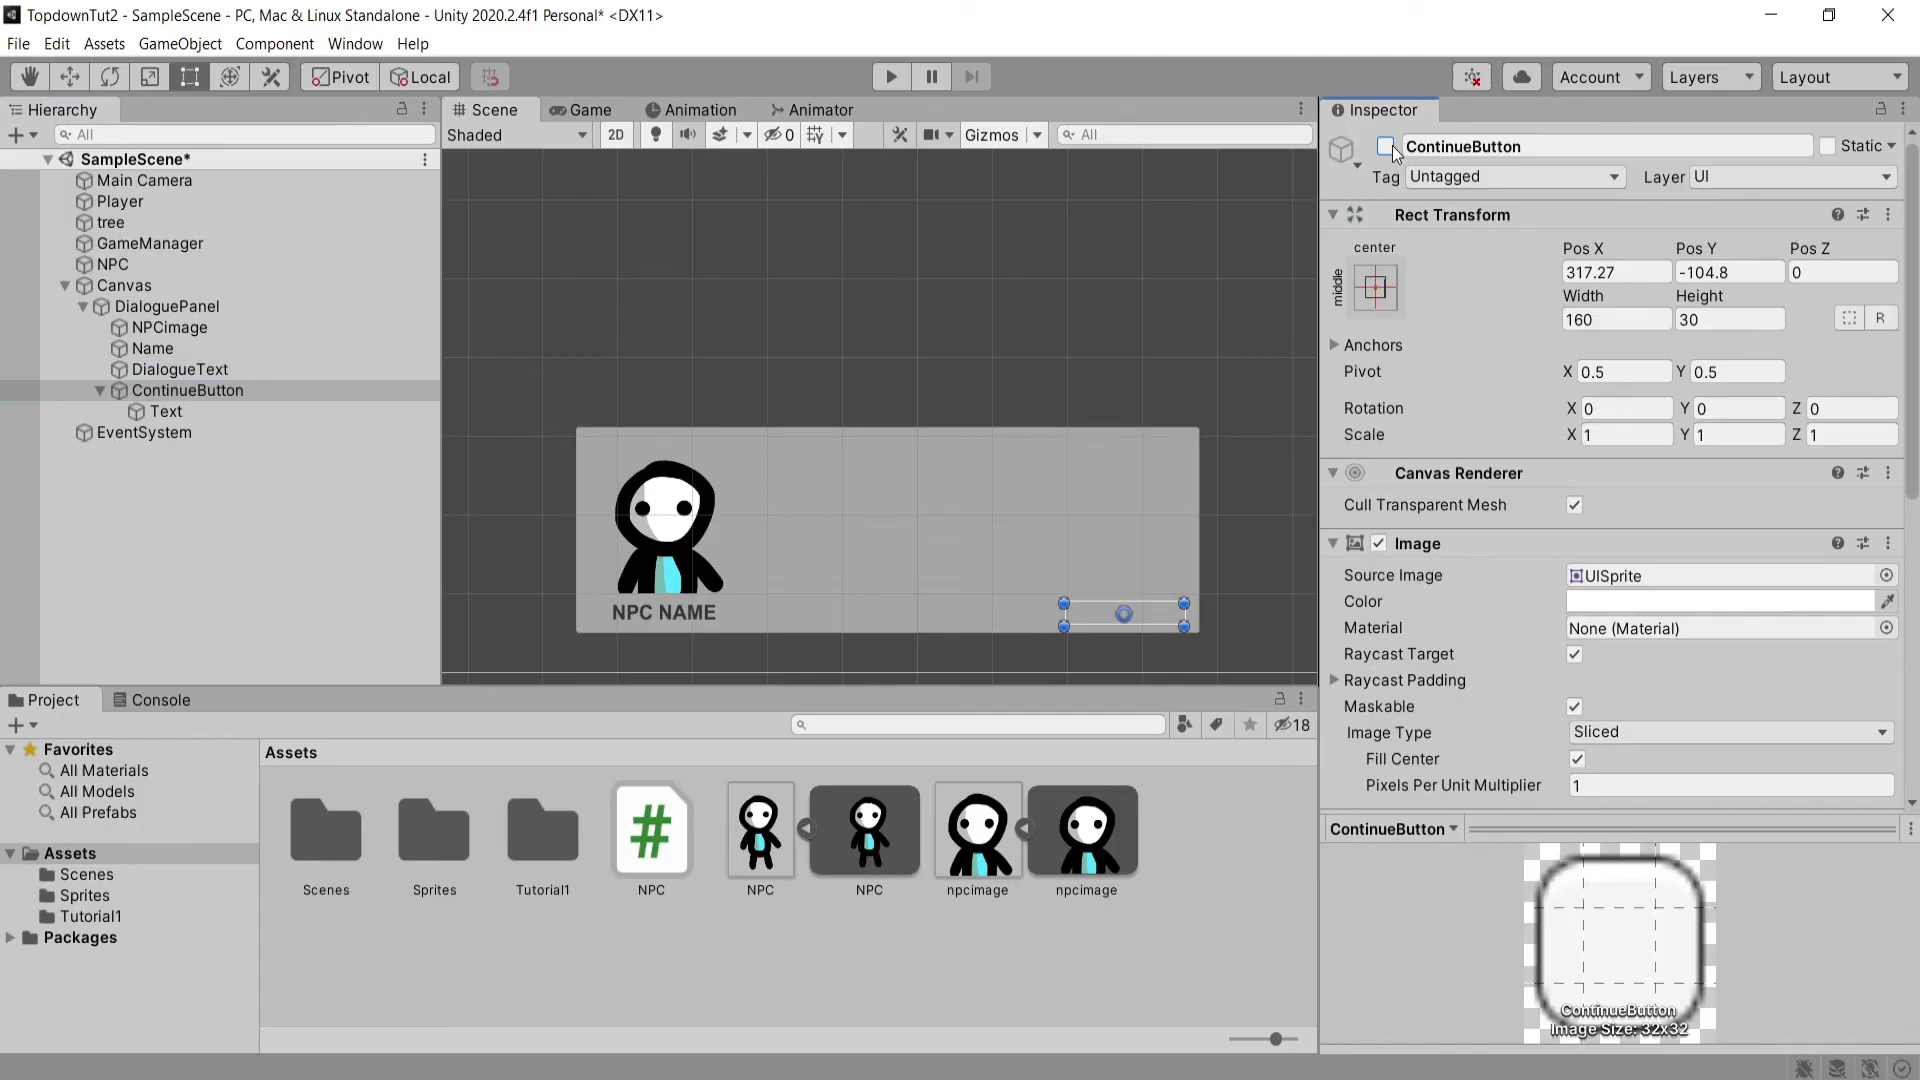 TopdownTut2 - SampleScene - PC, Mac & Linux Standalone - Unity 2020.2.4f1 Personal* <DX11>
File Edit Assets GameObject Component Window Help
Pivot Local Account Layers Layout
Hierarchy
All
SampleScene*
Main Camera
Player
tree
GameManager
NPC
Canvas
DialoguePanel
NPCimage
Name
DialogueText
ContinueButton
Text
EventSystem
Scene Game Animation Animator
Shaded 2D 0 Gizmos All
NPC NAME
Inspector
ContinueButton Static
Tag Untagged Layer UI
Rect Transform
center
middle
Pos X Pos Y Pos Z
317.27 -104.8 0
Width Height
160 30 R
Anchors
Pivot X 0.5 Y 0.5
Rotation X 0 Y 0 Z 0
Scale X 1 Y 1 Z 1
Canvas Renderer
Cull Transparent Mesh
Image
Source Image UISprite
Color
Material None (Material)
Raycast Target
Raycast Padding
Maskable
Image Type Sliced
Fill Center
Pixels Per Unit Multiplier 1
ContinueButton
ContinueButton
Image Size: 32x32
Project Console
18
Favorites
All Materials
All Models
All Prefabs
Assets
Scenes
Sprites
Tutorial1
Packages
Assets
Scenes Sprites Tutorial1 NPC NPC NPC npcimage npcimage